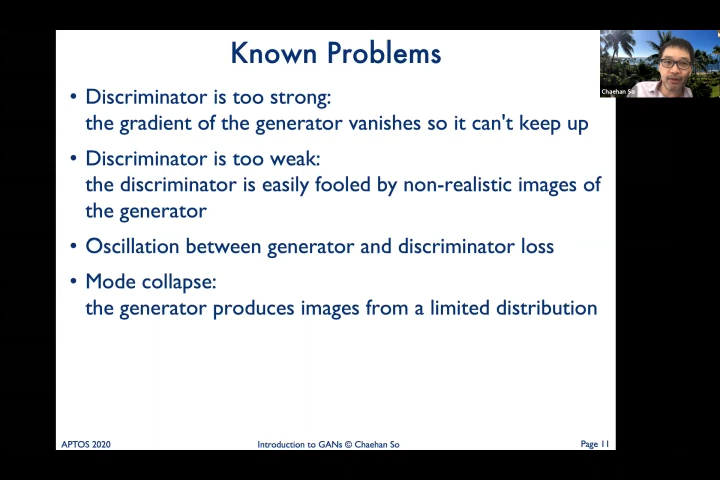 Known Problems
• Discriminator is too strong:
the gradient of the generator vanishes so it can't keep up
• Discriminator is too weak:
the discriminator is easily fooled by non-realistic images of
the generator
• Oscillation between generator and discriminator loss
• Mode collapse:
the generator produces images from a limited distribution
Chaehan So
APTOS 2020
Introduction to GANs © Chaehan So
Page 11